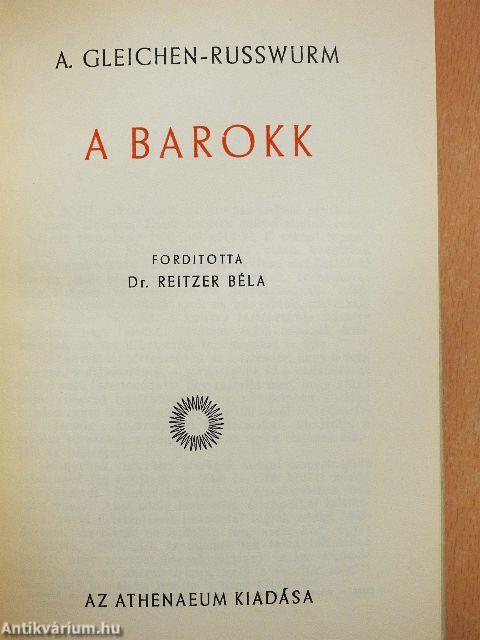 A. GLEICHEN-RUSSWURM
A BAROKK
FORDITOTTA
Dr. REITZER BÉLA
AZ ATHENAEUM KIADÁSA
Antikvárium.hu